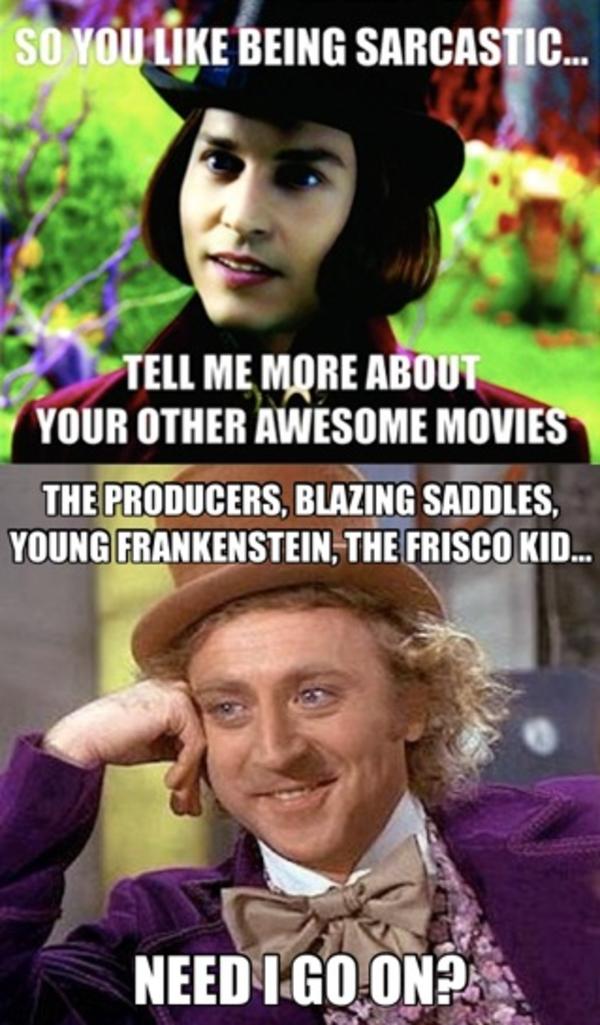 SO YOU LIKE BEING SARCASTIC...
TELL ME MORE ABOUT
YOUR OTHER AWESOME MOVIES
THE PRODUCERS, BLAZING SADDLES,
YOUNG FRANKENSTEIN, THE FRISCO KID...
NEED I GO ON?